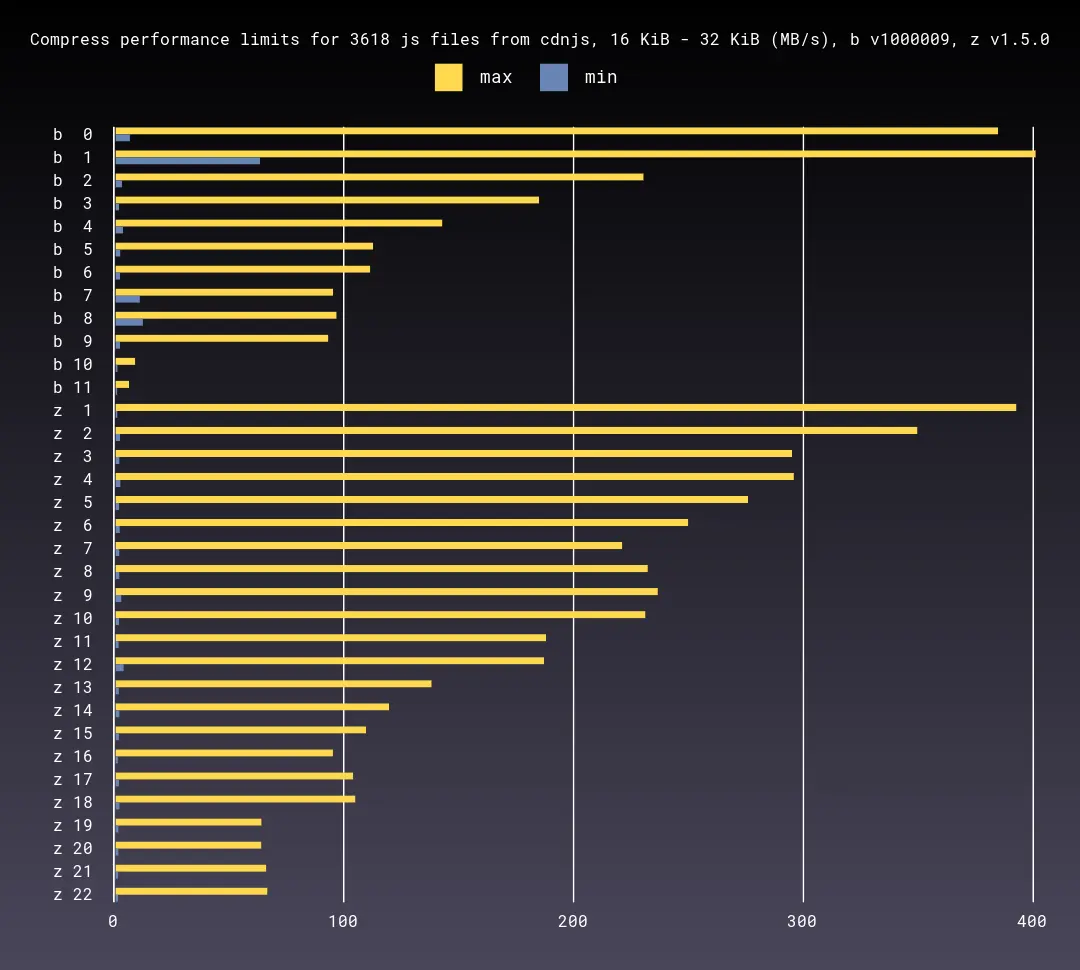 Compress performance limits for 3618 js files from cdnjs, 16 KiB - 32 KiB (MB/s), b v1000009, z v1.5.0
max min
b 0
b 1
b 2
b 3
b 4
b 5
b 6
b 7
b 8
b 9
b 10
b 11
z 1
z 2
z 3
z 4
z 5
z 6
z 7
z 8
z 9
z 10
z 11
z 12
z 13
z 14
z 15
z 16
z 17
z 18
z 19
z 20
z 21
z 22
0 100 200 300 400